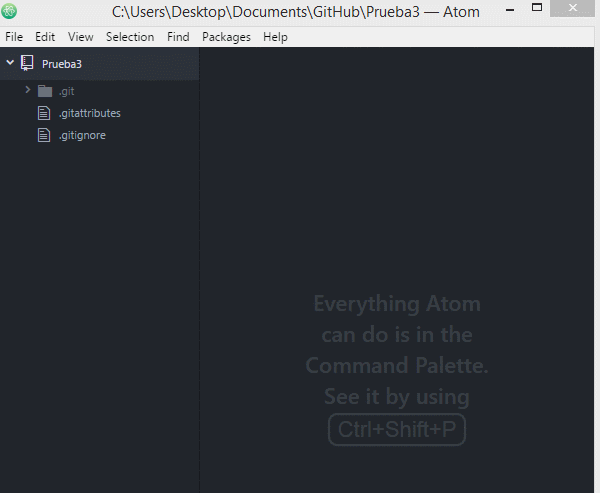 C:\Users\Desktop\Documents\GitHub\Prueba3 — Atom
File Edit View Selection Find Packages Help
Prueba3
.git
.gitattributes
.gitignore
Everything Atom
can do is in the
Command Palette.
See it by using
Ctrl+Shift+P